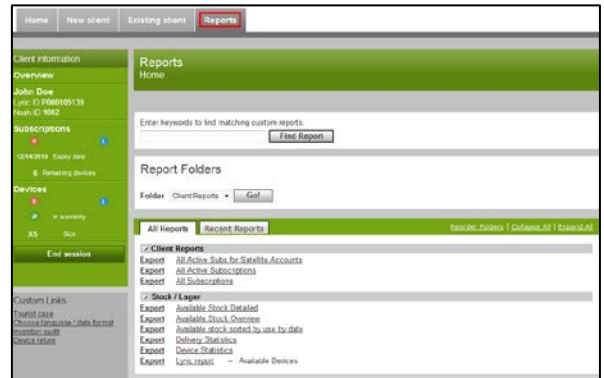 Home New client Existing client Reports
Client information
Overview
John Doe
Lyric ID P000105139
Noah ID 1002
Subscriptions
12/14/2010 Expiry date
6 Remaining devices
Devices
In warranty
XS Size
End session
Custom Links
Tourist case
Choose language / date format
Inventory audit
Device return
Reports
Home
Enter keywords to find matching custom reports.
Find Report
Report Folders
Folder Client Reports Go!
All Reports Recent Reports Reorder Folders | Collapse All | Expand All
Client Reports
Export All Active Subs for Satellite Accounts
Export All Active Subscriptions
Export All Subscriptions
Stock / Lager
Export Available Stock Detailed
Export Available Stock Overview
Export Available stock sorted by use by date
Export Delivery Statistics
Export Device Statistics
Export Lyric report – Available Devices